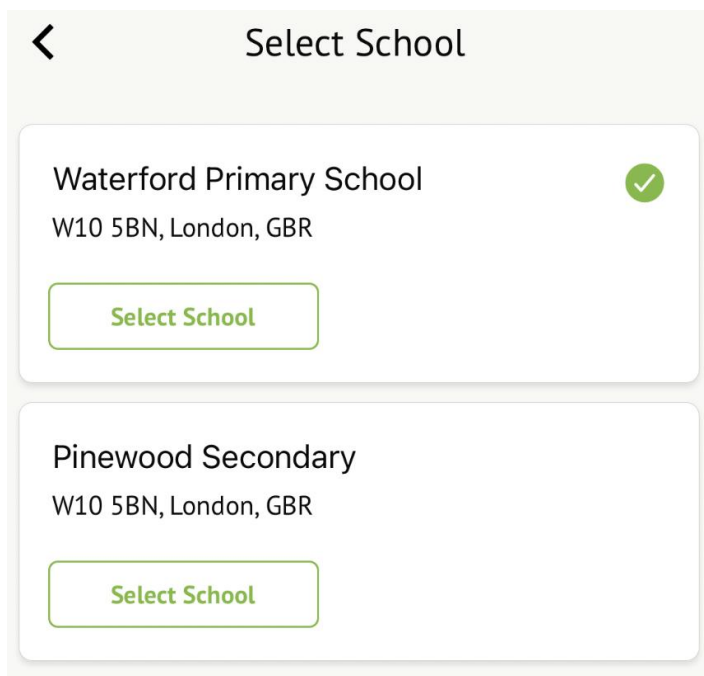 Select School
Waterford Primary School
W10 5BN, London, GBR
Select School
Pinewood Secondary
W10 5BN, London, GBR
Select School